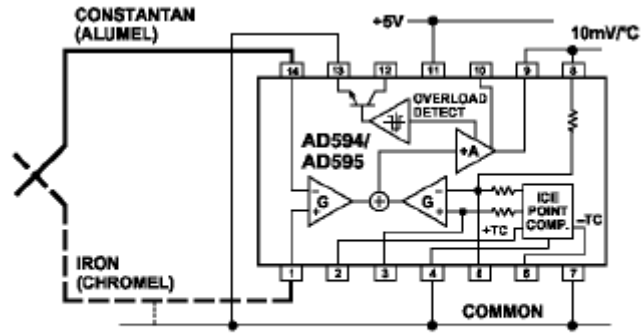 CONSTANTAN
(ALUMEL)
+5V
10mV/°C
14
13
12
11
10
9
8
OVERLOAD
DETECT
AD594/
AD595
+A
G
G
ICE
POINT
COMP.
+TC
–TC
IRON
(CHROMEL)
1
2
3
4
5
6
7
COMMON